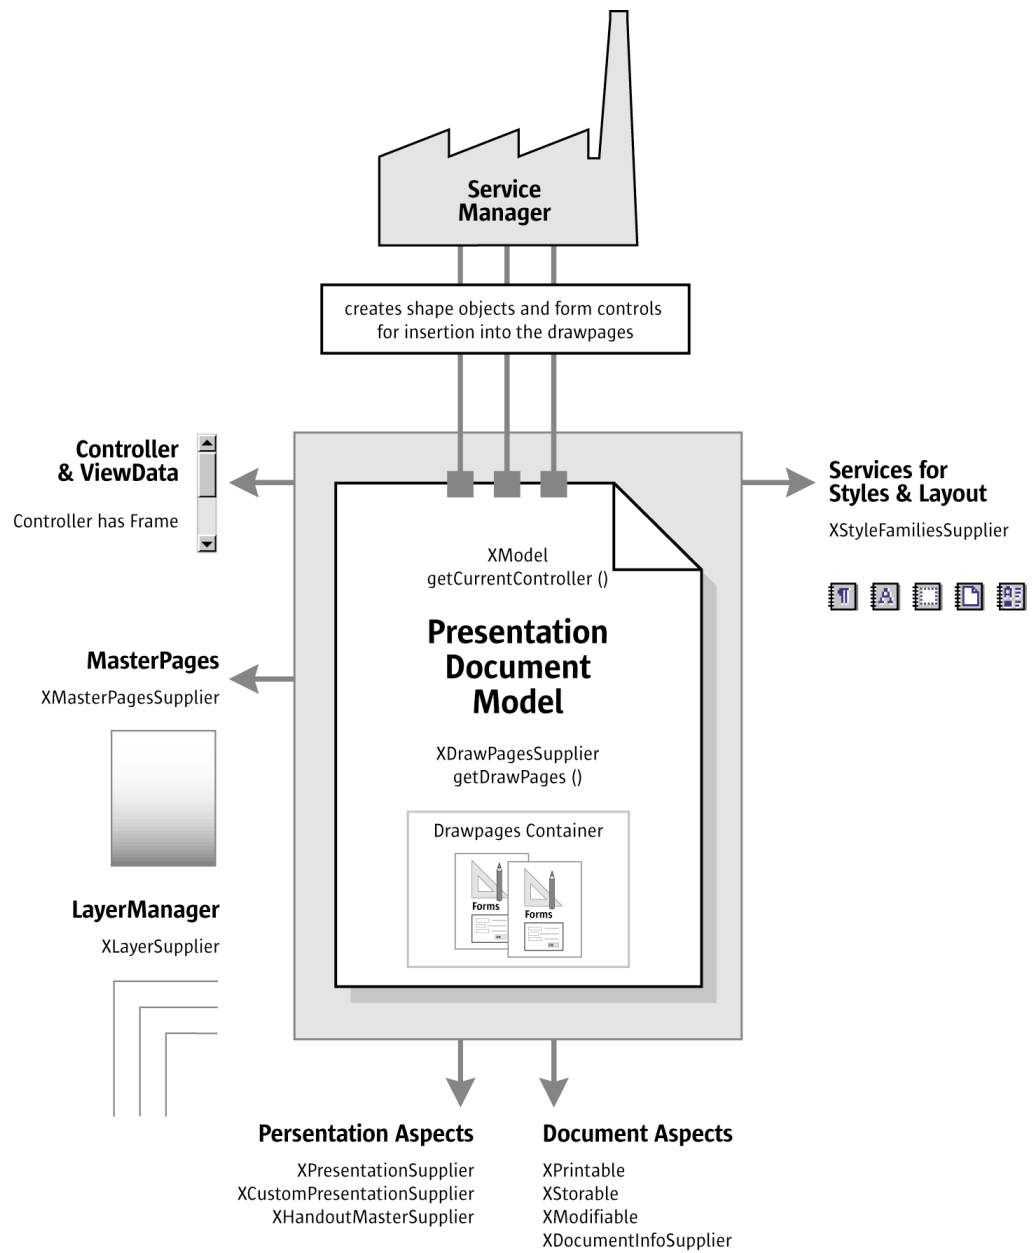 Service
Manager
creates shape objects and form controls
for insertion into the drawpages
Controller
& ViewData
Controller has Frame
Services for
Styles & Layout
XStyleFamiliesSupplier
¶ A A
XModel
getCurrentController ()
Presentation
Document
Model
MasterPages
XMasterPagesSupplier
XDrawPagesSupplier
getDrawPages ()
Drawpages Container
Forms
Forms
OK
OK
LayerManager
XLayerSupplier
Persentation Aspects
XPresentationSupplier
XCustomPresentationSupplier
XHandoutMasterSupplier
Document Aspects
XPrintable
XStorable
XModifiable
XDocumentInfoSupplier